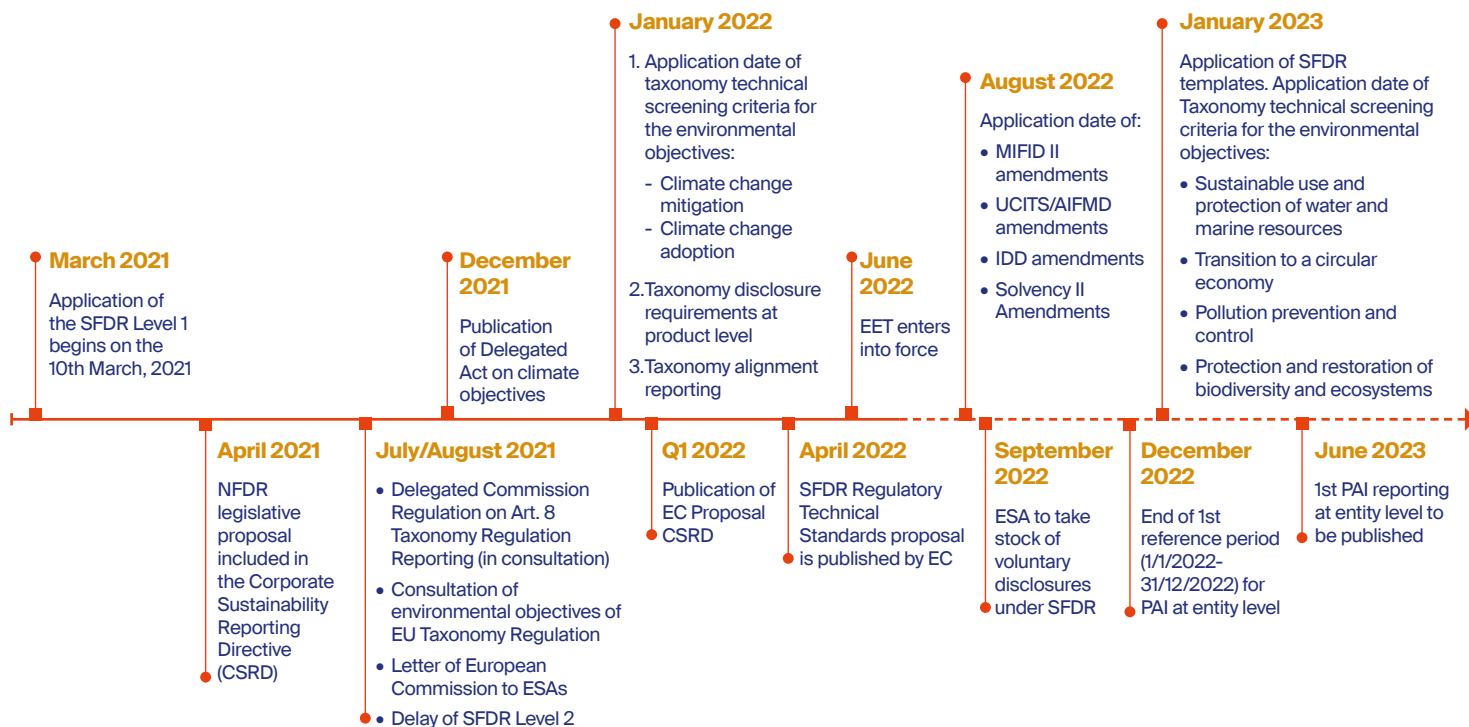 March 2021
Application of
the SFDR Level 1
begins on the
10th March, 2021
April 2021
NFDR
legislative
proposal
included in
the Corporate
Sustainability
Reporting
Directive
(CSRD)
July/August 2021
• Delegated Commission
Regulation on Art. 8
Taxonomy Regulation
Reporting (in consultation)
• Consultation of
environmental objectives of
EU Taxonomy Regulation
• Letter of European
Commission to ESAs
• Delay of SFDR Level 2
December
2021
Publication
of Delegated
Act on climate
objectives
January 2022
1. Application date of
taxonomy technical
screening criteria for
the environmental
objectives:
- Climate change
mitigation
- Climate change
adoption
2.Taxonomy disclosure
requirements at
product level
3.Taxonomy alignment
reporting
Q1 2022
Publication of
EC Proposal
CSRD
April 2022
SFDR Regulatory
Technical
Standards proposal
is published by EC
June
2022
EET enters
into force
August 2022
Application date of:
• MIFID II
amendments
• UCITS/AIFMD
amendments
• IDD amendments
• Solvency II
Amendments
September
2022
ESA to take
stock of
voluntary
disclosures
under SFDR
December
2022
End of 1st
reference period
(1/1/2022-
31/12/2022) for
PAI at entity level
January 2023
Application of SFDR
templates. Application date of
Taxonomy technical screening
criteria for the environmental
objectives:
• Sustainable use and
protection of water and
marine resources
• Transition to a circular
economy
• Pollution prevention and
control
• Protection and restoration of
biodiversity and ecosystems
June 2023
1st PAI reporting
at entity level to
be published